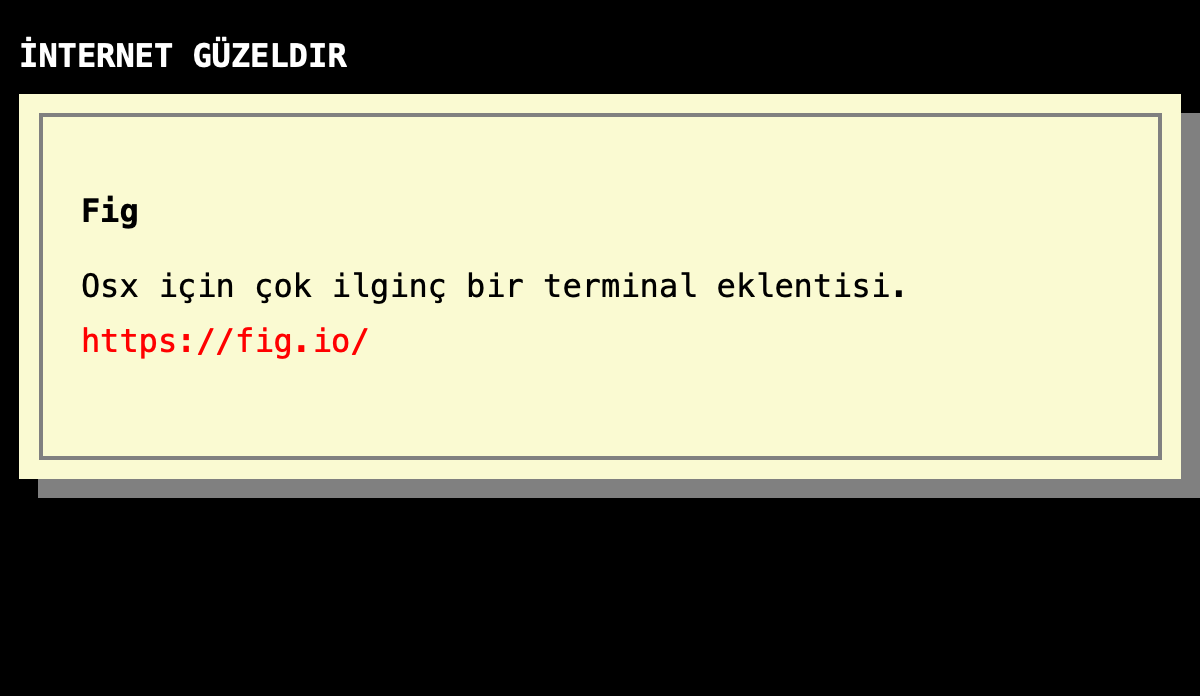 İNTERNET GÜZELDIR
Fig
Osx için çok ilginç bir terminal eklentisi.
https://fig.io/